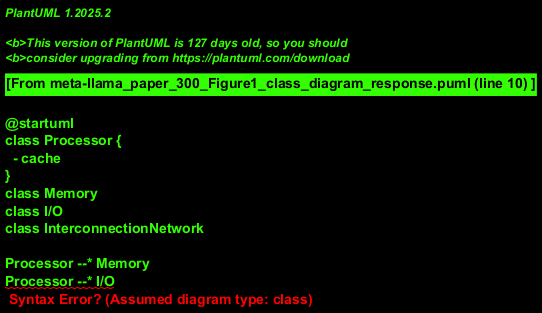 PlantUML 1.2025.2
<b>This version of PlantUML is 127 days old, so you should
<b>consider upgrading from https://plantuml.com/download
[From meta-llama_paper_300_Figure1_class_diagram_response.puml (line 10) ]
@startuml
class Processor {
- cache
}
class Memory
class I/O
class InterconnectionNetwork
Processor --* Memory
Processor --* I/O
Syntax Error? (Assumed diagram type: class)